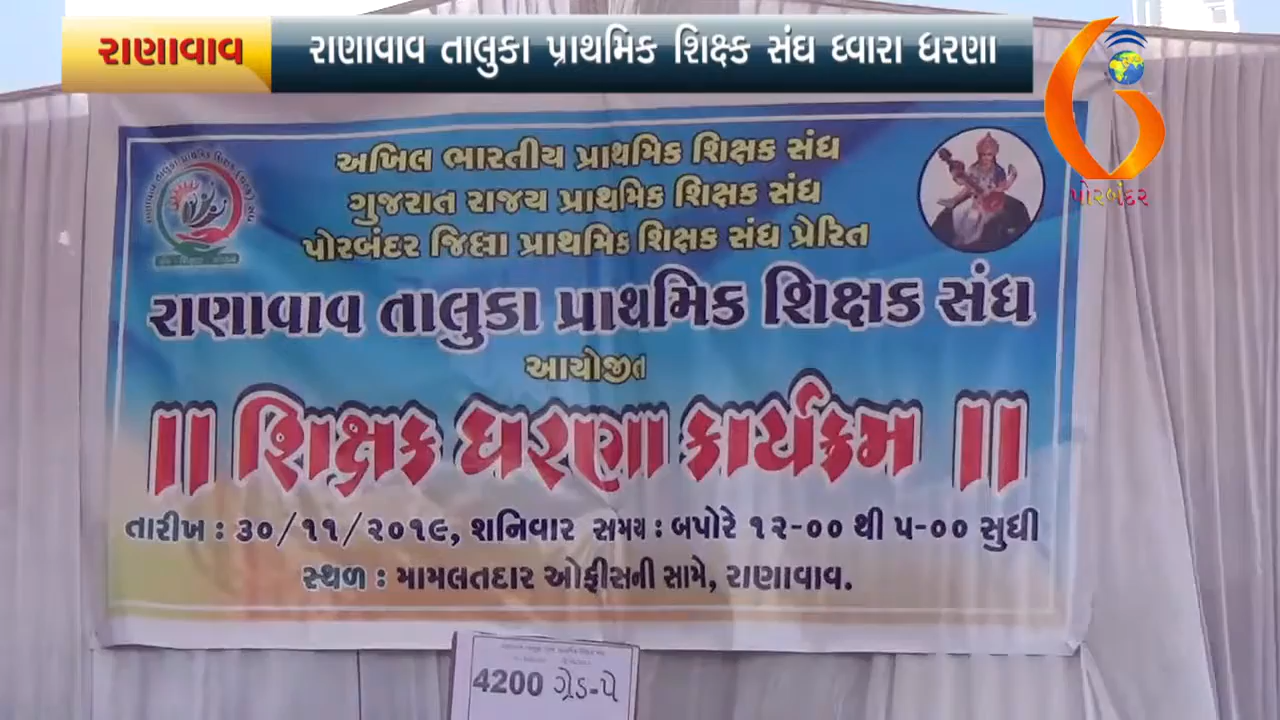 રાણાવાવ
રાણાવાવ તાલુકા પ્રાથમિક શિક્ષ્ક સંઘ ધ્વારા ધરણા
પોરબંદર
અખિલ ભારતીય પ્રાથમિક શિક્ષક સંઘ
ગુજરાત રાજય પ્રાથમિક શિક્ષક સંઘ
પોરબંદર જિલ્લા પ્રાથમિક શિક્ષક સંઘ પ્રેરિત
રાણાવાવ તાલુકા પ્રાથમિક શિક્ષક સંઘ
આયોજીત
|| શિક્ષક ધરણા કાર્યક્રમ ||
તારીખ : ૩૦/૧૧/૨૦૧૯, શનિવાર સમય : બપોરે ૧૨-૦૦ થી ૫-૦૦ સુધી
સ્થળ : મામલતદાર ઓફીસની સામે, રાણાવાવ.
4200 ગ્રેડ-પે